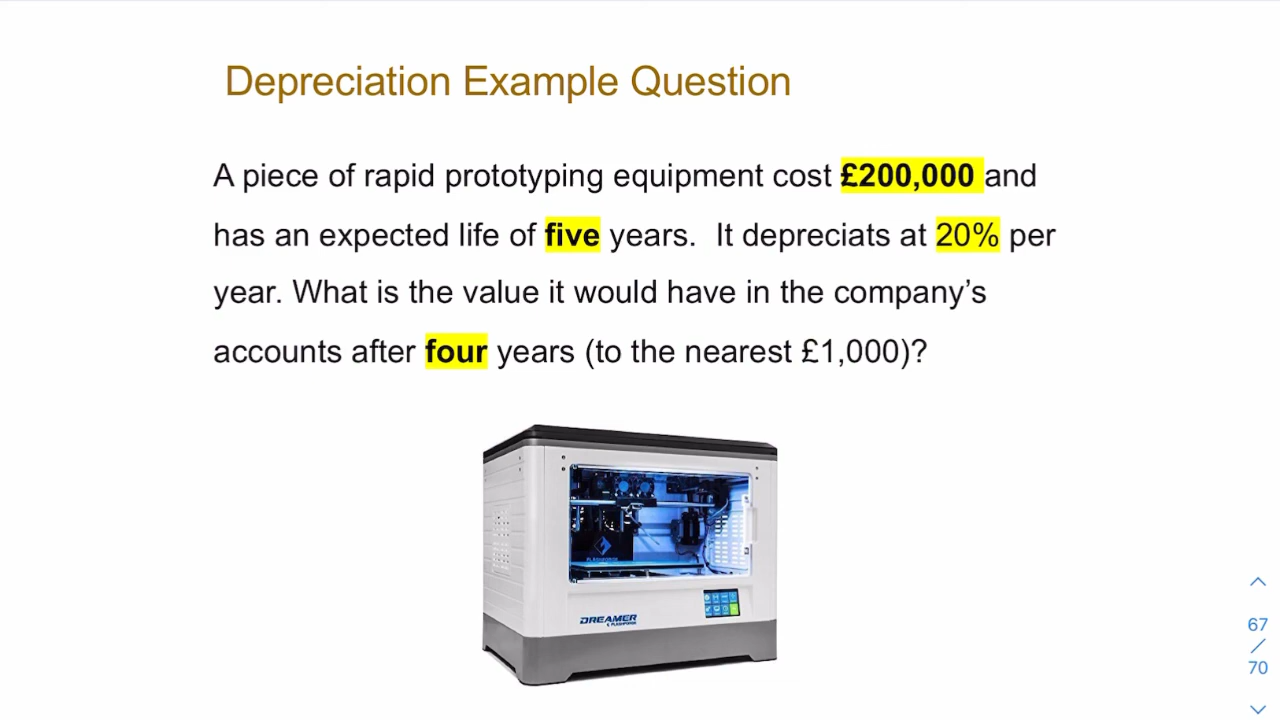 Depreciation Example Question
A piece of rapid prototyping equipment cost £200,000 and
has an expected life of five years.  It depreciats at 20% per
year. What is the value it would have in the company’s
accounts after four years (to the nearest £1,000)?
FLASHFORGE
DREAMER
FLASHFORGE
67
/
70